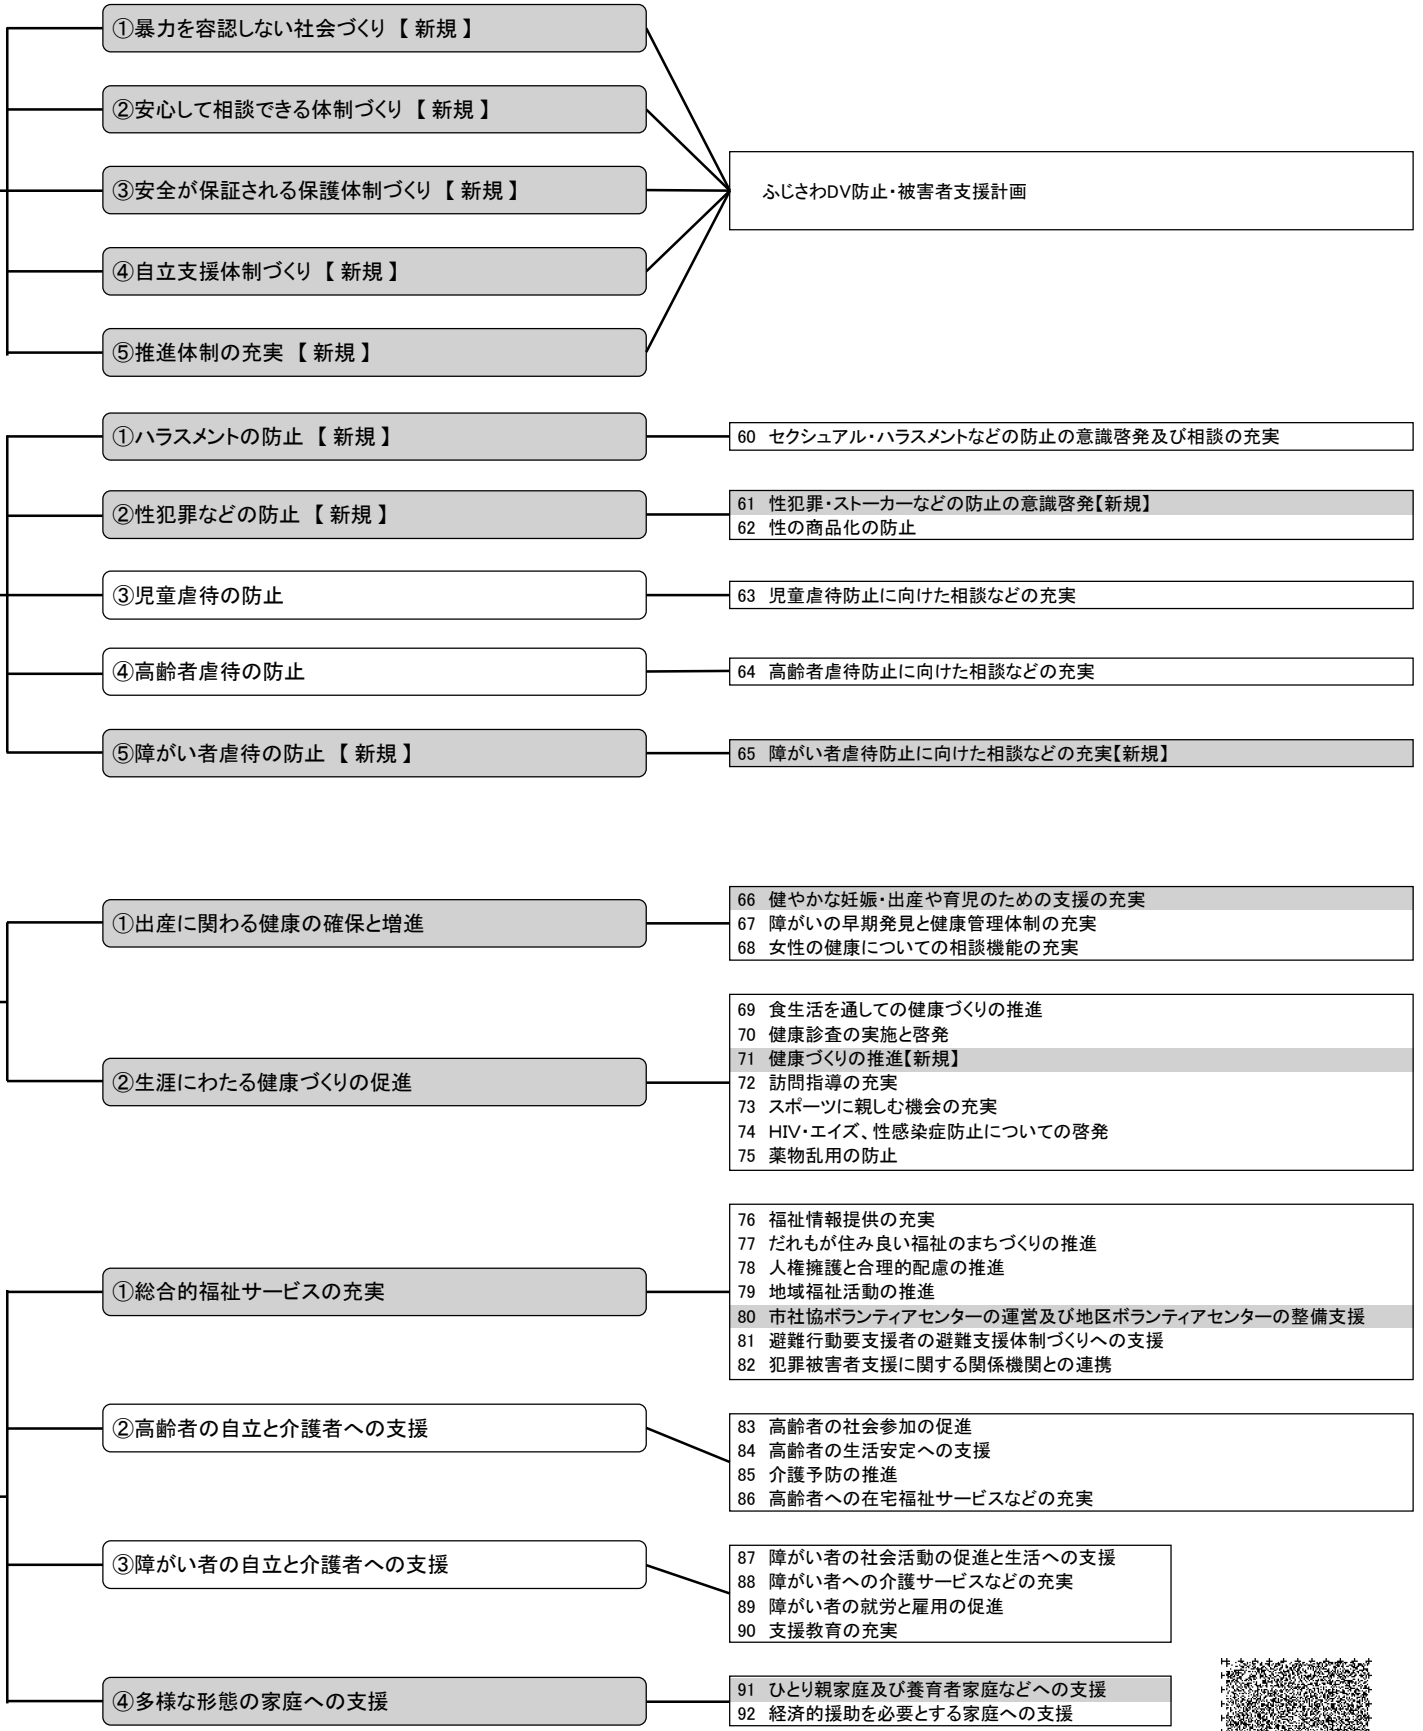 ①暴力を容認しない社会づくり 【 新規 】
②安心して相談できる体制づくり 【 新規 】
③安全が保証される保護体制づくり 【 新規 】
④自立支援体制づくり 【 新規 】
⑤推進体制の充実 【 新規 】
ふじさわDV防止・被害者支援計画
①ハラスメントの防止 【 新規 】
60 セクシュアル・ハラスメントなどの防止の意識啓発及び相談の充実
②性犯罪などの防止 【 新規 】
61 性犯罪・ストーカーなどの防止の意識啓発【新規】
62 性の商品化の防止
③児童虐待の防止
63 児童虐待防止に向けた相談などの充実
④高齢者虐待の防止
64 高齢者虐待防止に向けた相談などの充実
⑤障がい者虐待の防止 【 新規 】
65 障がい者虐待防止に向けた相談などの充実【新規】
①出産に関わる健康の確保と増進
66 健やかな妊娠・出産や育児のための支援の充実
67 障がいの早期発見と健康管理体制の充実
68 女性の健康についての相談機能の充実
②生涯にわたる健康づくりの促進
69 食生活を通しての健康づくりの推進
70 健康診査の実施と啓発
71 健康づくりの推進【新規】
72 訪問指導の充実
73 スポーツに親しむ機会の充実
74 HIV・エイズ、性感染症防止についての啓発
75 薬物乱用の防止
①総合的福祉サービスの充実
76 福祉情報提供の充実
77 だれもが住み良い福祉のまちづくりの推進
78 人権擁護と合理的配慮の推進
79 地域福祉活動の推進
80 市社協ボランティアセンターの運営及び地区ボランティアセンターの整備支援
81 避難行動要支援者の避難支援体制づくりへの支援
82 犯罪被害者支援に関する関係機関との連携
②高齢者の自立と介護者への支援
83 高齢者の社会参加の促進
84 高齢者の生活安定への支援
85 介護予防の推進
86 高齢者への在宅福祉サービスなどの充実
③障がい者の自立と介護者への支援
87 障がい者の社会活動の促進と生活への支援
88 障がい者への介護サービスなどの充実
89 障がい者の就労と雇用の促進
90 支援教育の充実
④多様な形態の家庭への支援
91 ひとり親家庭及び養育者家庭などへの支援
92 経済的援助を必要とする家庭への支援